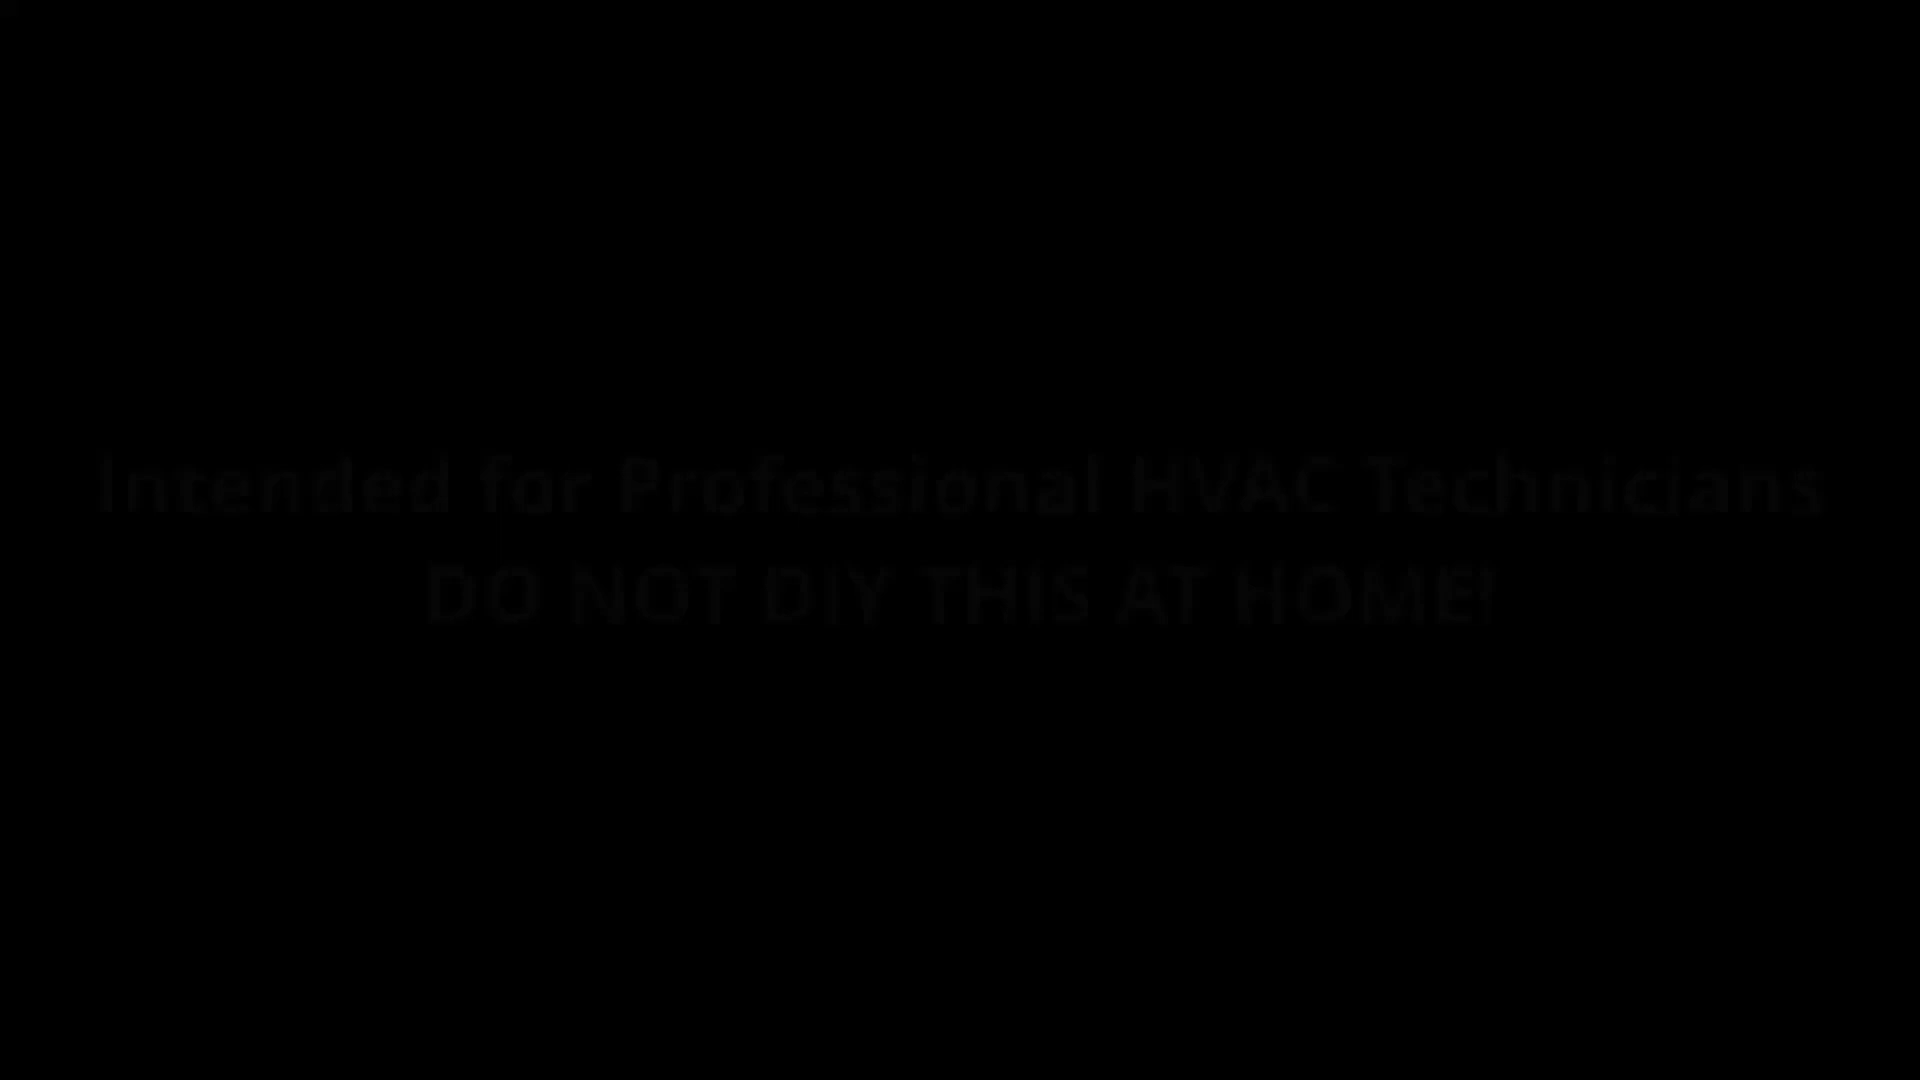 Intended for Professional HVAC Technicians
DO NOT DIY THIS AT HOME!